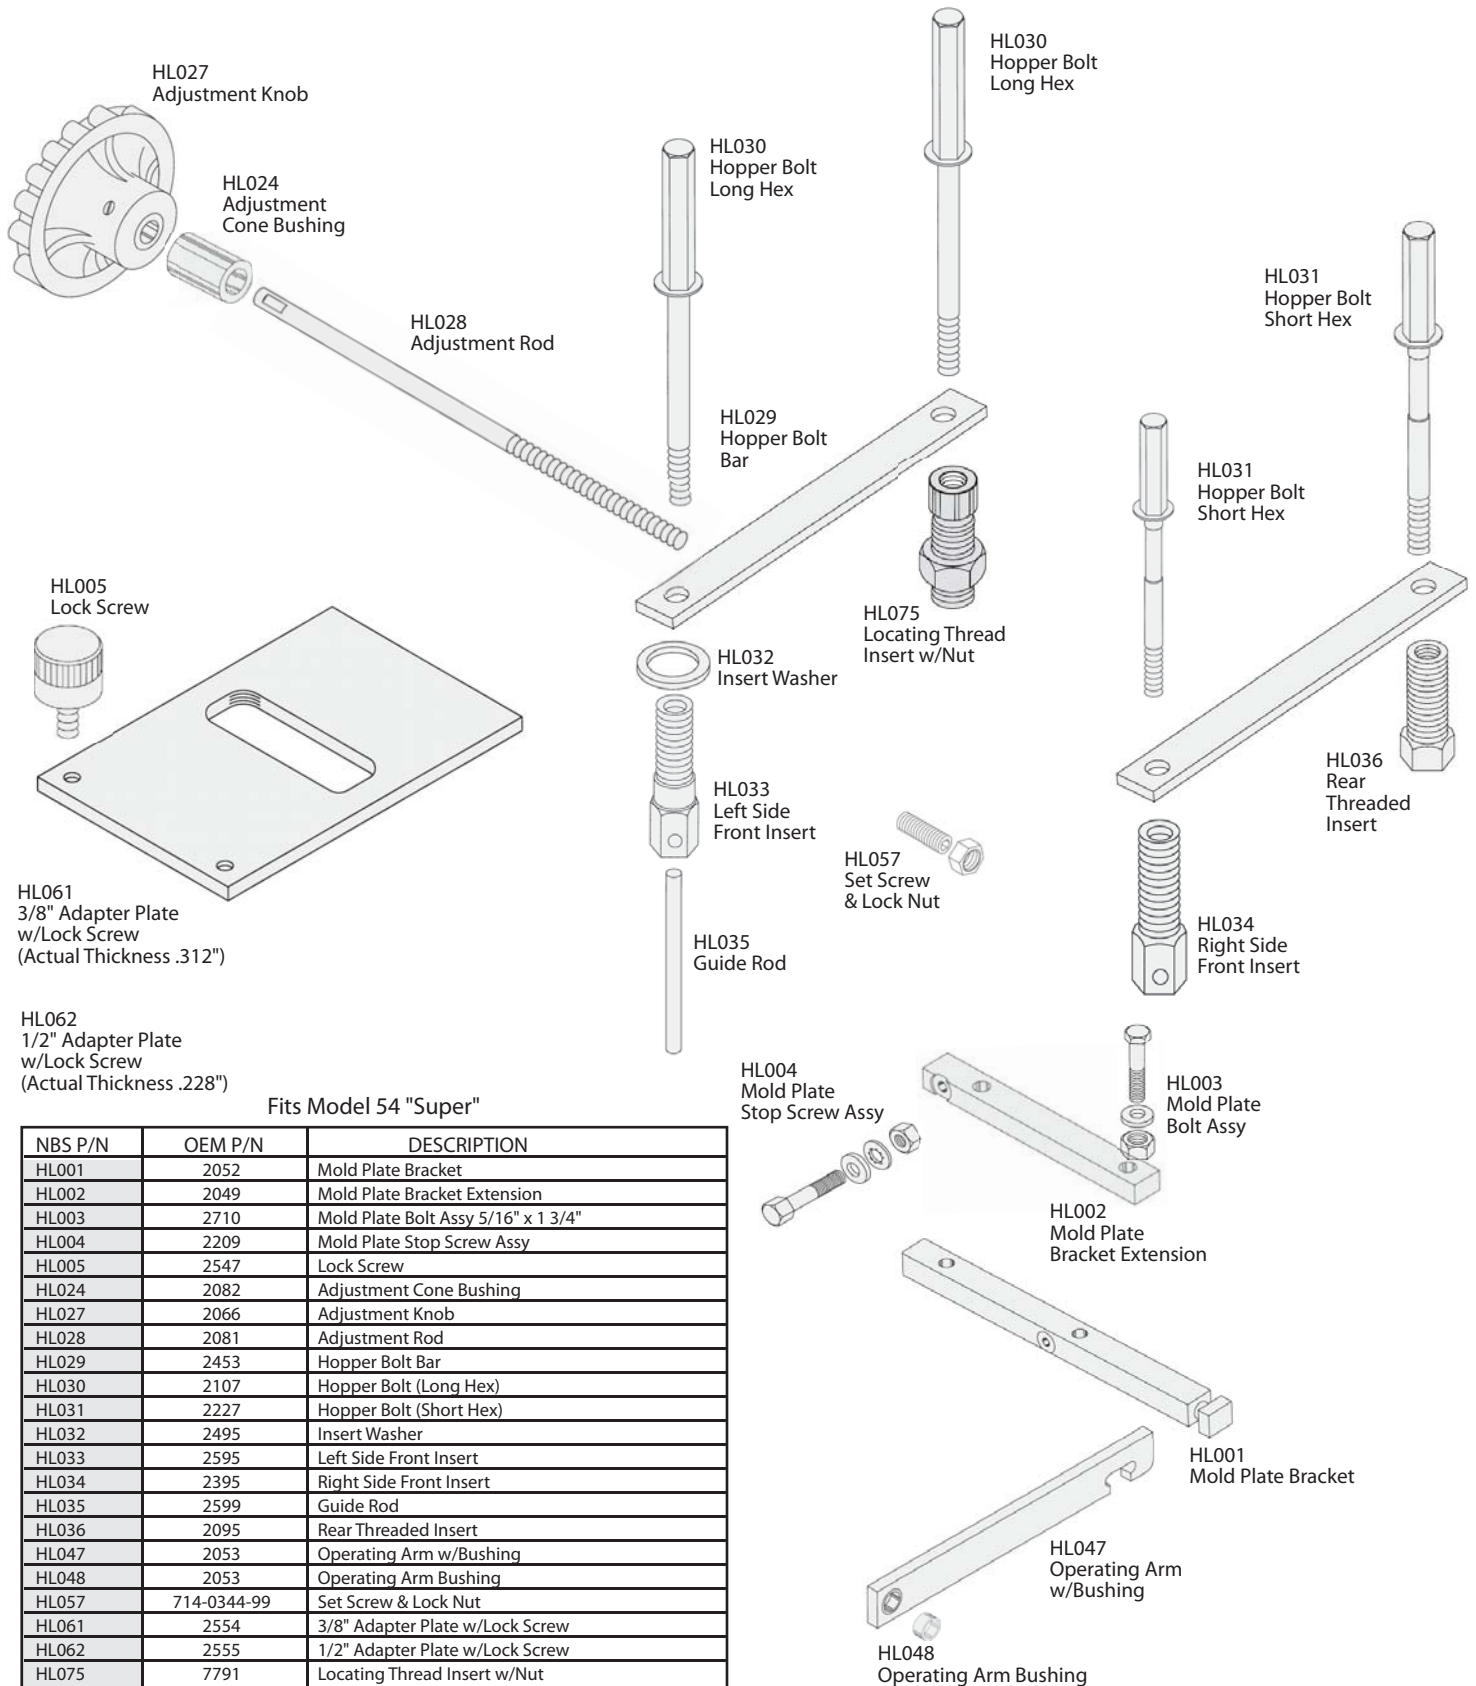 HL027
Adjustment Knob
HL024
Adjustment
Cone Bushing
HL028
Adjustment Rod
HL030
Hopper Bolt
Long Hex
HL030
Hopper Bolt
Long Hex
HL031
Hopper Bolt
Short Hex
HL029
Hopper Bolt
Bar
HL031
Hopper Bolt
Short Hex
HL005
Lock Screw
HL075
Locating Thread
Insert w/Nut
HL032
Insert Washer
HL036
Rear
Threaded
Insert
HL033
Left Side
Front Insert
HL057
Set Screw
& Lock Nut
HL061
3/8" Adapter Plate
w/Lock Screw
(Actual Thickness .312")
HL034
Right Side
Front Insert
HL035
Guide Rod
HL062
1/2" Adapter Plate
w/Lock Screw
(Actual Thickness .228")
HL004
Mold Plate
Stop Screw Assy
HL003
Mold Plate
Bolt Assy
HL002
Mold Plate
Bracket Extension
HL001
Mold Plate Bracket
HL047
Operating Arm
w/Bushing
HL048
Operating Arm Bushing
Fits Model 54 "Super"
NBS P/N OEM P/N DESCRIPTION
HL001 2052 Mold Plate Bracket
HL002 2049 Mold Plate Bracket Extension
HL003 2710 Mold Plate Bolt Assy 5/16" x 1 3/4"
HL004 2209 Mold Plate Stop Screw Assy
HL005 2547 Lock Screw
HL024 2082 Adjustment Cone Bushing
HL027 2066 Adjustment Knob
HL028 2081 Adjustment Rod
HL029 2453 Hopper Bolt Bar
HL030 2107 Hopper Bolt (Long Hex)
HL031 2227 Hopper Bolt (Short Hex)
HL032 2495 Insert Washer
HL033 2595 Left Side Front Insert
HL034 2395 Right Side Front Insert
HL035 2599 Guide Rod
HL036 2095 Rear Threaded Insert
HL047 2053 Operating Arm w/Bushing
HL048 2053 Operating Arm Bushing
HL057 714-0344-99 Set Screw & Lock Nut
HL061 2554 3/8" Adapter Plate w/Lock Screw
HL062 2555 1/2" Adapter Plate w/Lock Screw
HL075 7791 Locating Thread Insert w/Nut